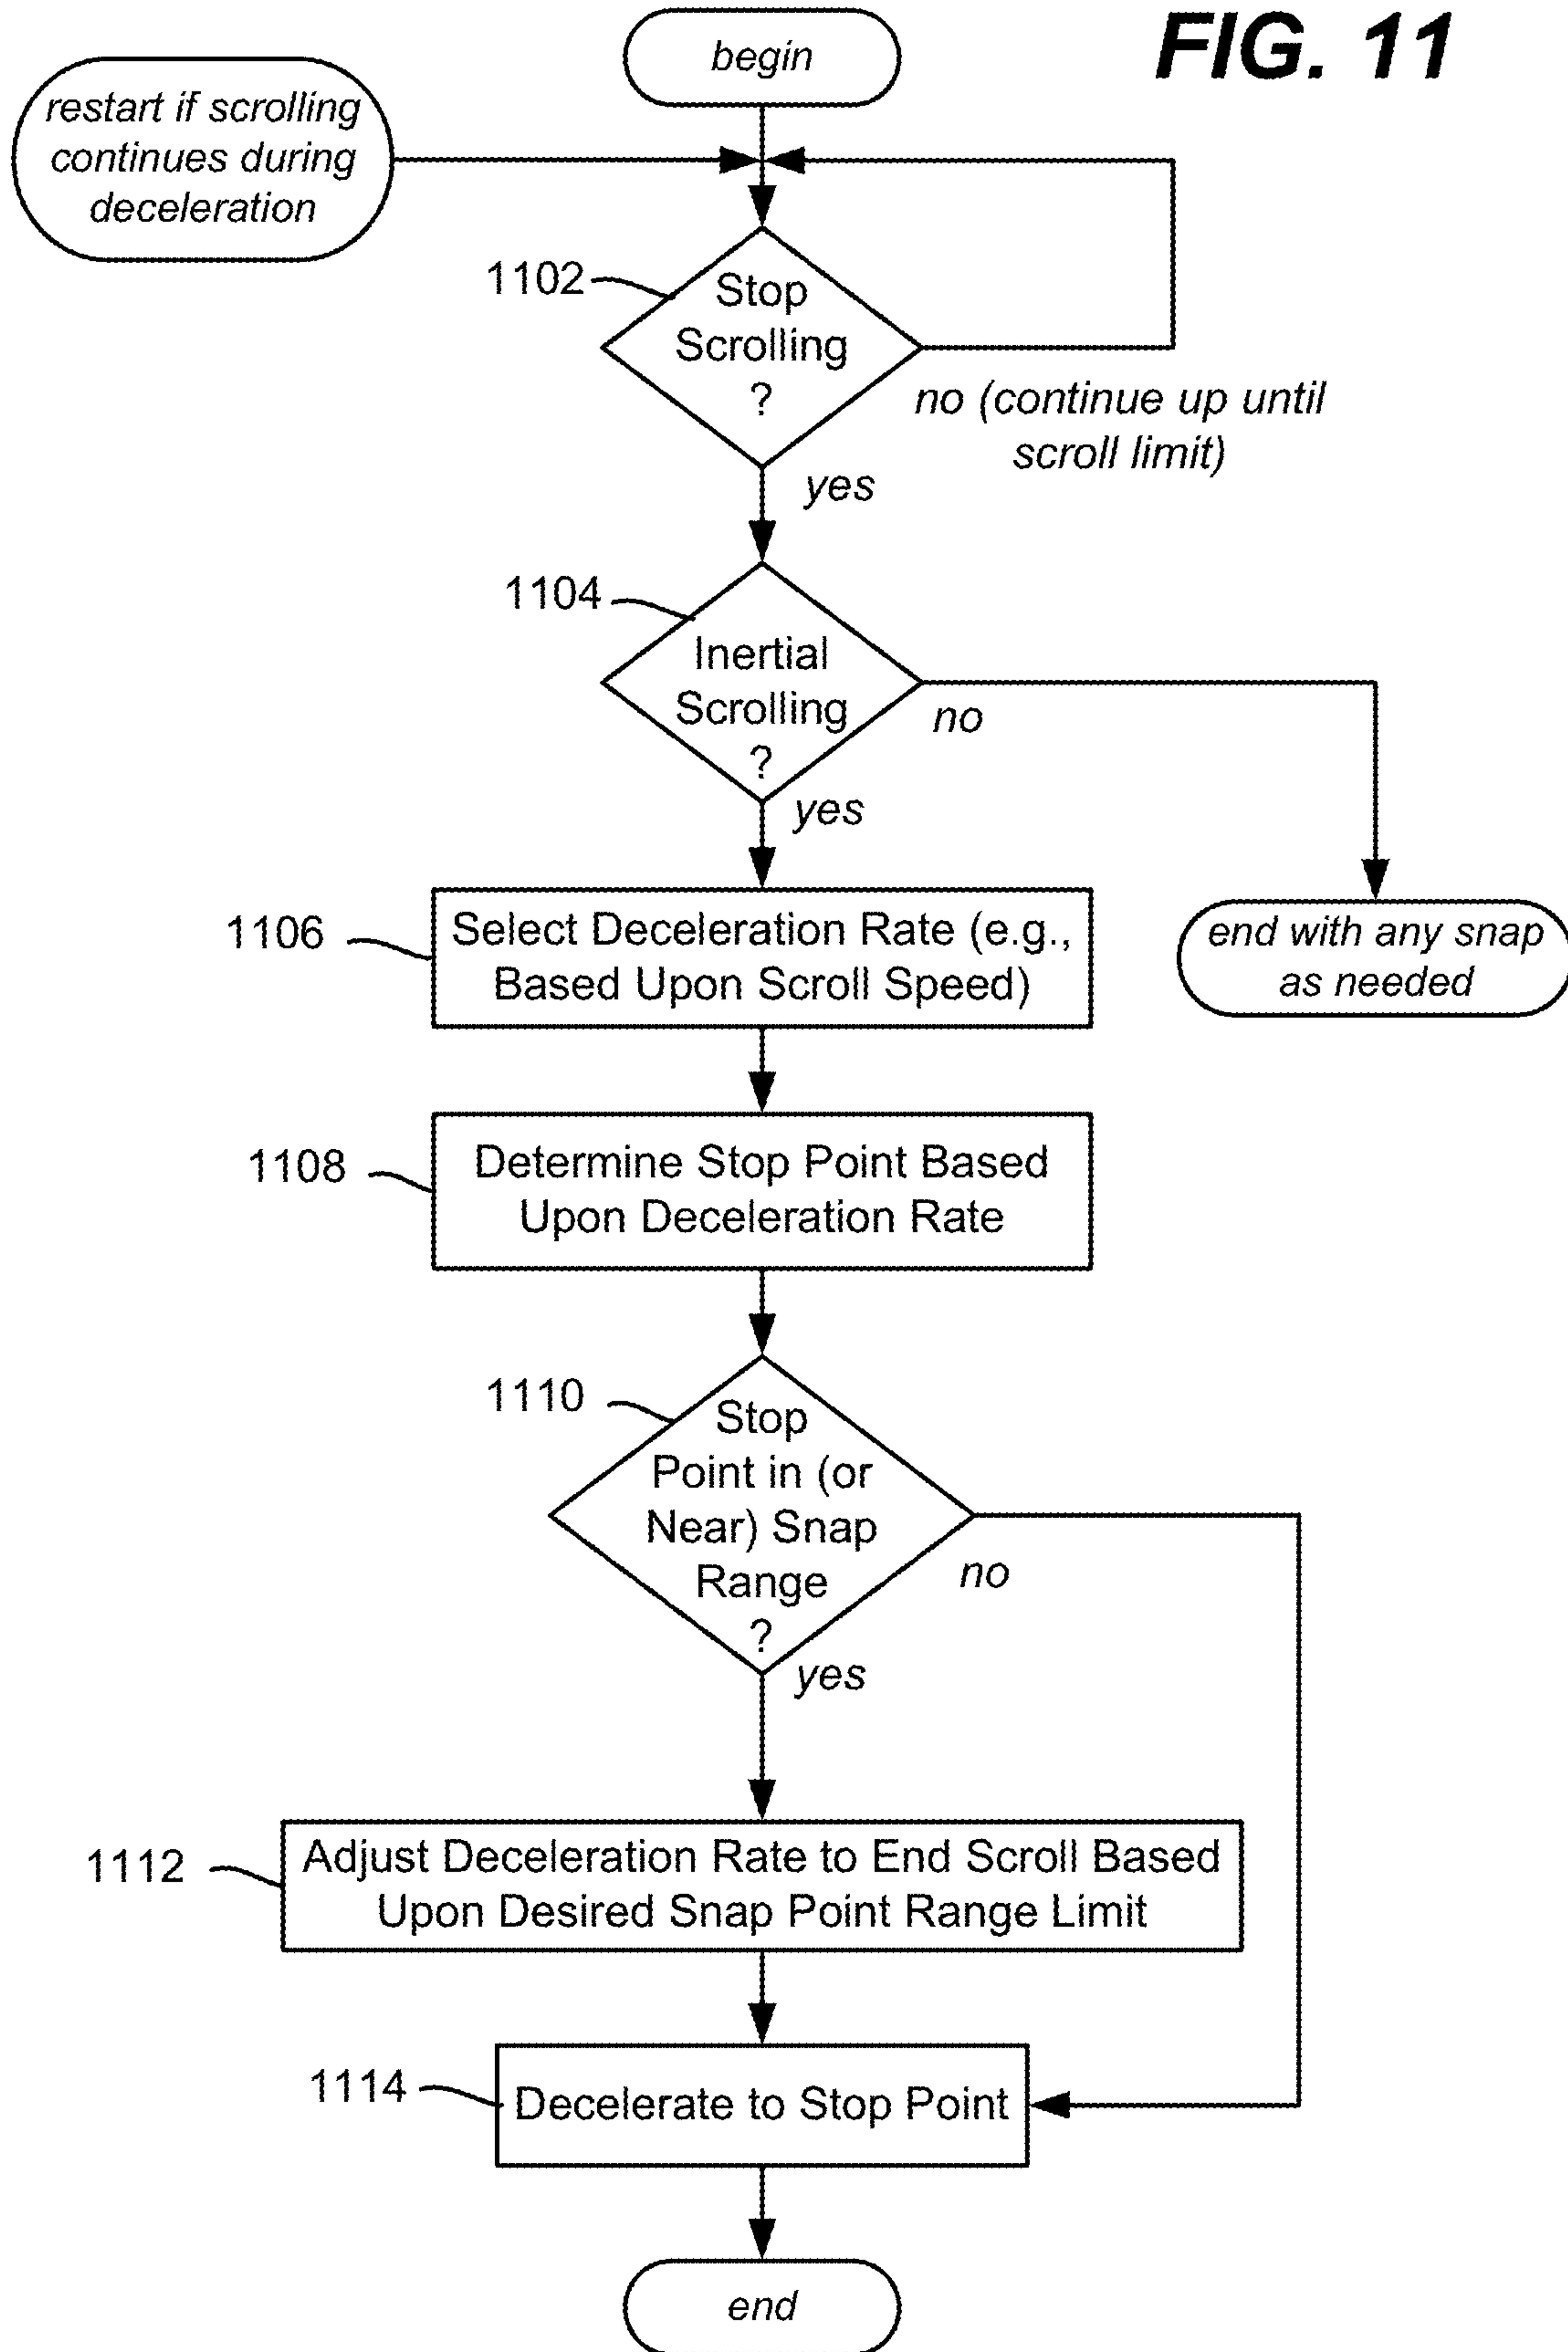 FIG. 11
begin
restart if scrolling
continues during
deceleration
1102
Stop
Scrolling
?
no (continue up until
scroll limit)
yes
1104
Inertial
Scrolling
?
no
yes
1106
Select Deceleration Rate (e.g.,
Based Upon Scroll Speed)
end with any snap
as needed
1108
Determine Stop Point Based
Upon Deceleration Rate
1110
Stop
Point in (or
Near) Snap
Range
?
no
yes
1112
Adjust Deceleration Rate to End Scroll Based
Upon Desired Snap Point Range Limit
1114
Decelerate to Stop Point
end